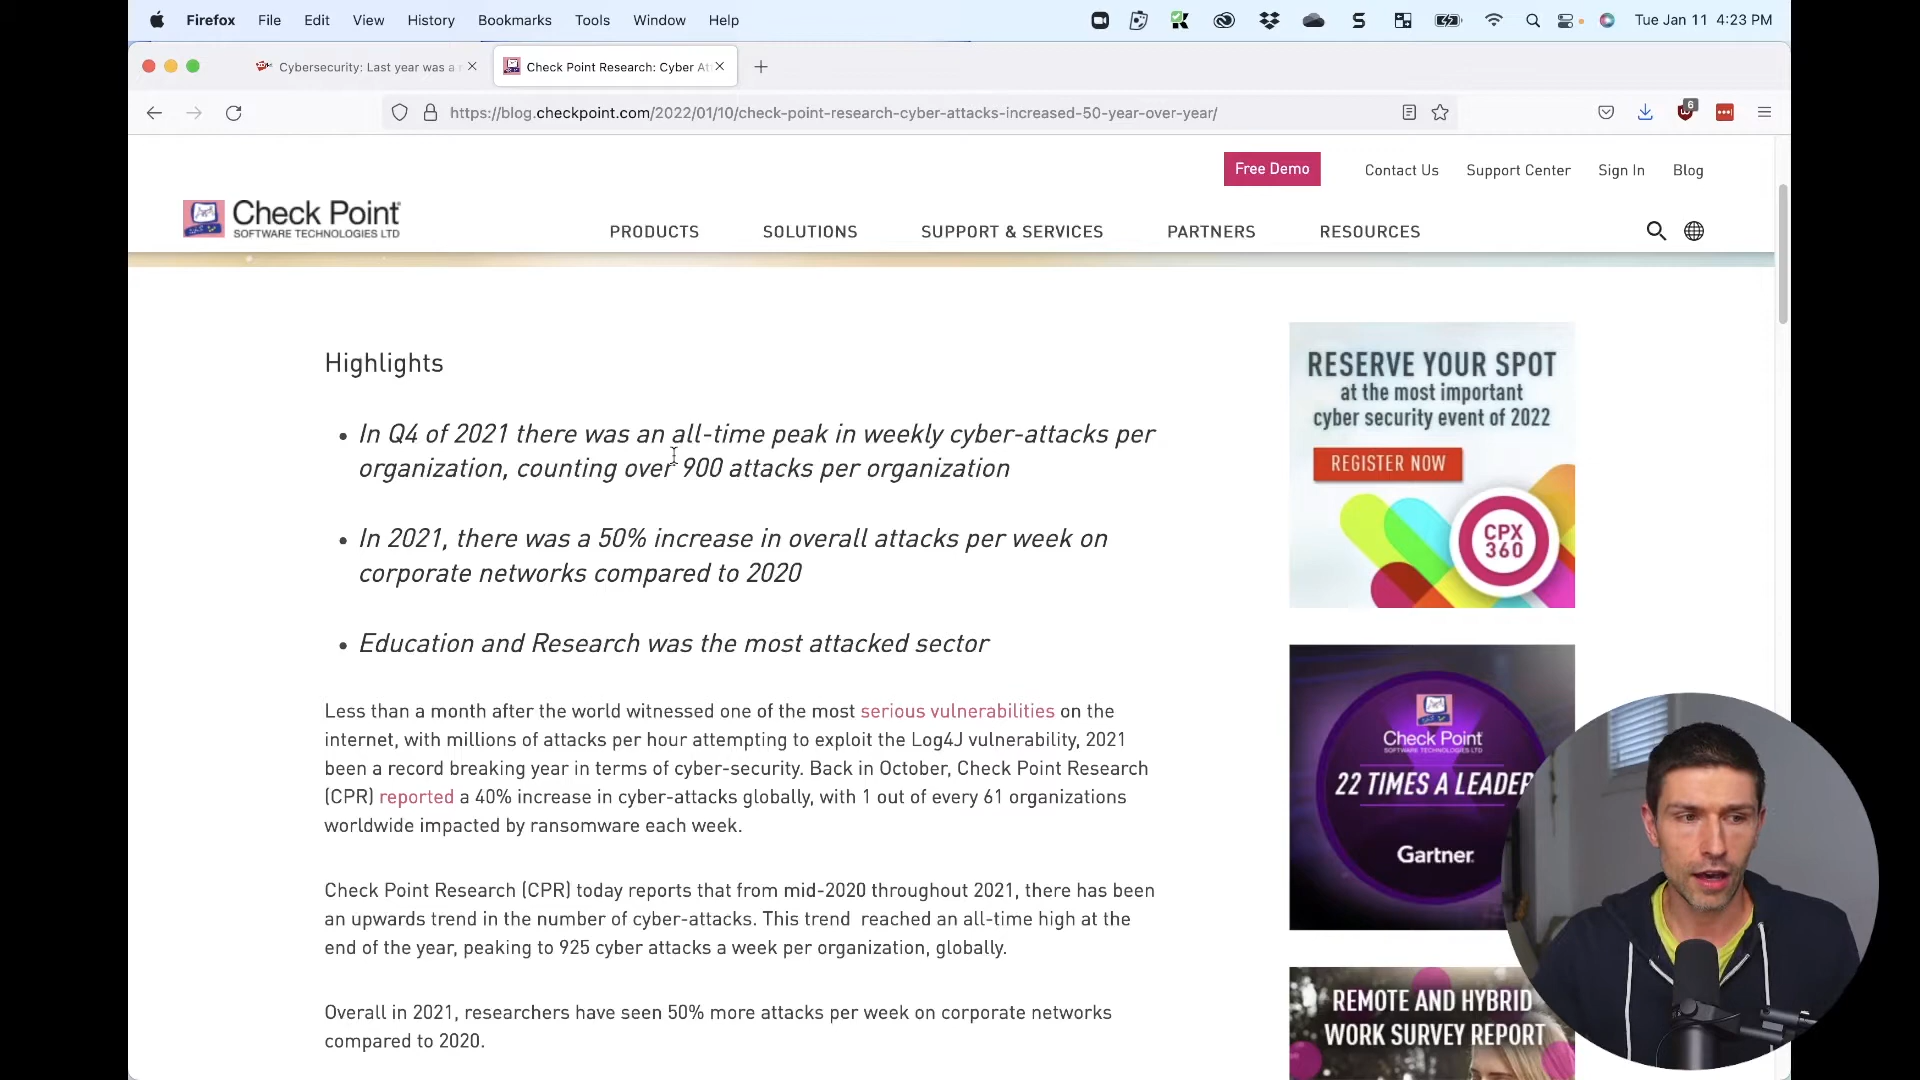 Firefox File Edit View History Bookmarks Tools Window Help Tue Jan 11 4:23 PM
Cybersecurity: Last year was a Check Point Research: Cyber At
https://blog.checkpoint.com/2022/01/10/check-point-research-cyber-attacks-increased-50-year-over-year/ 6
Free Demo Contact Us Support Center Sign In Blog
Check Point
SOFTWARE TECHNOLOGIES LTD
PRODUCTS SOLUTIONS SUPPORT & SERVICES PARTNERS RESOURCES
Highlights
• In Q4 of 2021 there was an all-time peak in weekly cyber-attacks per
organization, counting over 900 attacks per organization
• In 2021, there was a 50% increase in overall attacks per week on
corporate networks compared to 2020
• Education and Research was the most attacked sector
Less than a month after the world witnessed one of the most serious vulnerabilities on the
internet, with millions of attacks per hour attempting to exploit the Log4J vulnerability, 2021
been a record breaking year in terms of cyber-security. Back in October, Check Point Research
(CPR) reported a 40% increase in cyber-attacks globally, with 1 out of every 61 organizations
worldwide impacted by ransomware each week.
Check Point Research (CPR) today reports that from mid-2020 throughout 2021, there has been
an upwards trend in the number of cyber-attacks. This trend reached an all-time high at the
end of the year, peaking to 925 cyber attacks a week per organization, globally.
Overall in 2021, researchers have seen 50% more attacks per week on corporate networks
compared to 2020.
RESERVE YOUR SPOT
at the most important
cyber security event of 2022
REGISTER NOW
CPX
360
Check Point
SOFTWARE TECHNOLOGIES LTD
22 TIMES A LEADER
Gartner
REMOTE AND HYBRID
WORK SURVEY REPORT